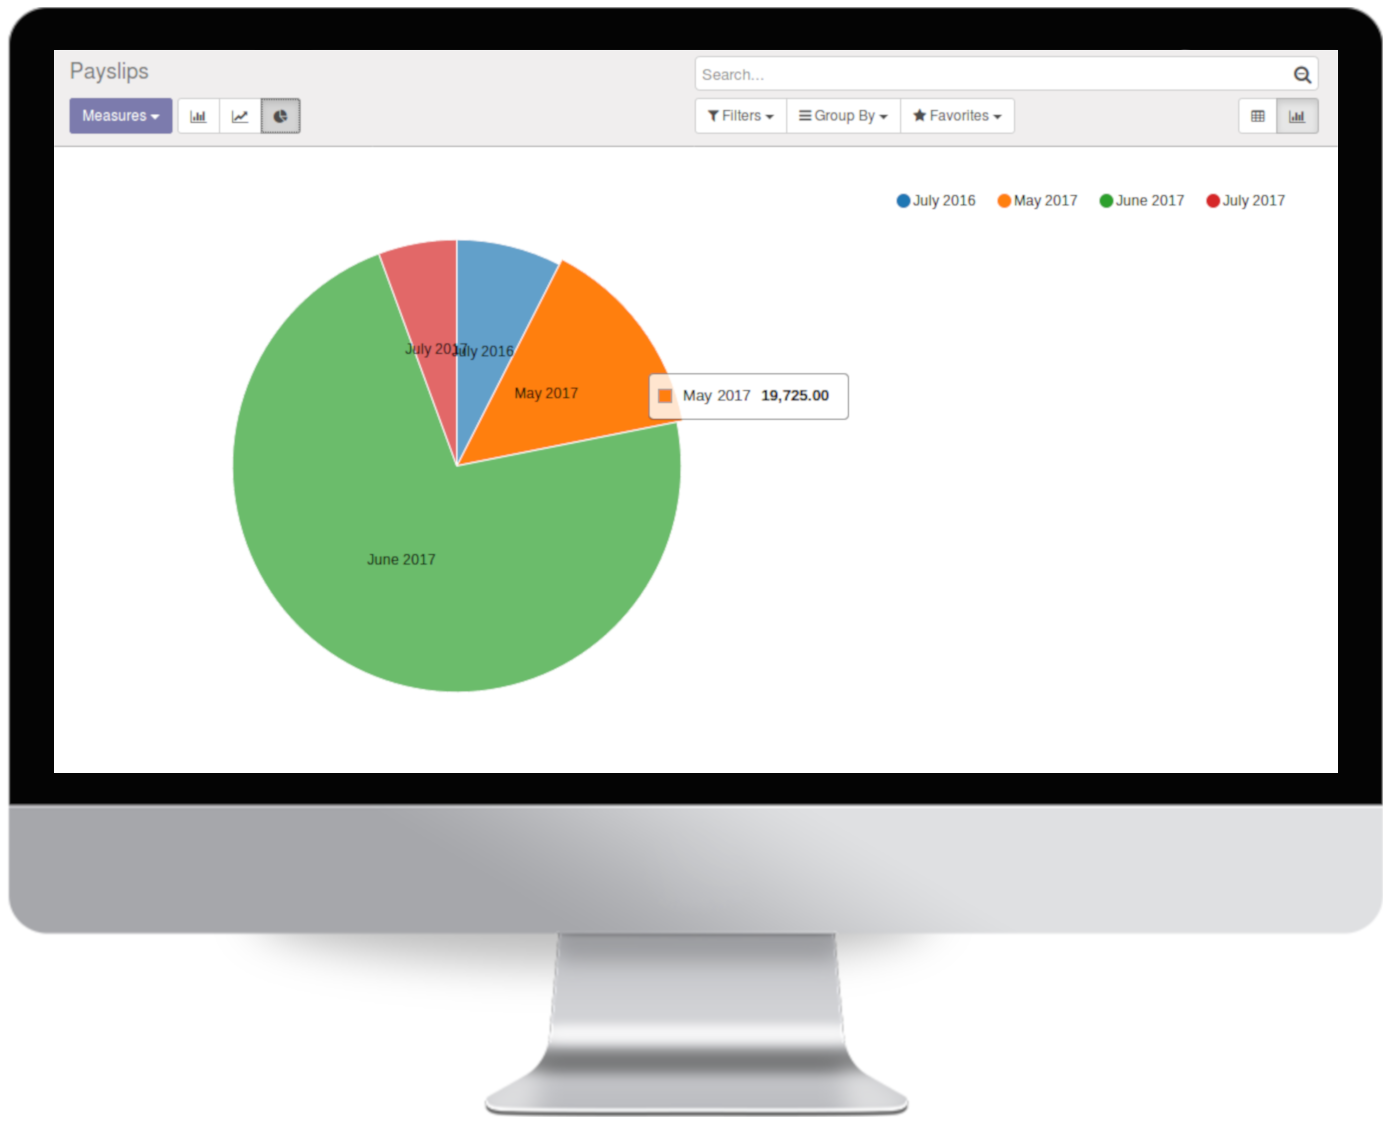 Payslips
Search...
Measures
Filters Group By Favorites
July 2016 May 2017 June 2017 July 2017
July 2017 July 2016
May 2017
May 2017 19,725.00
June 2017